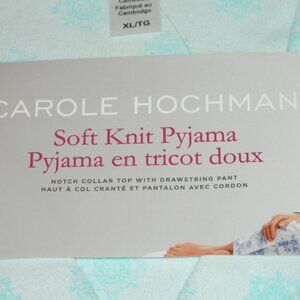 Fabriqué au
Cambodge
XL/TG
CAROLE HOCHMAN
Soft Knit Pyjama
Pyjama en tricot doux
NOTCH COLLAR TOP WITH DRAWSTRING PANT
HAUT À COL CRANTÉ ET PANTALON AVEC CORDON